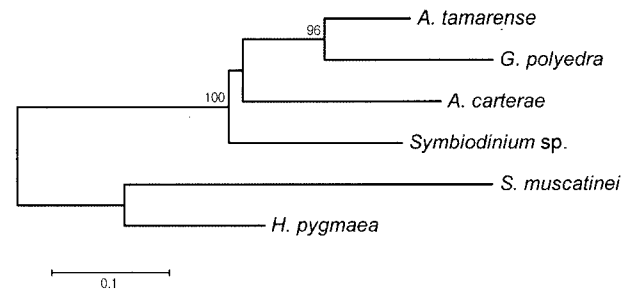 A. tamarense
96
G. polyedra
A. carterae
100
Symbiodinium sp.
S. muscatinei
H. pygmaea
0.1